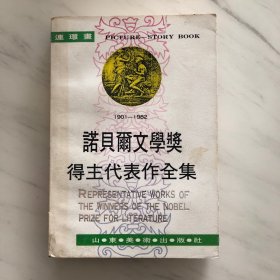 連環畫
PICTURE-STORY BOOK
1901—1982
諾貝爾文學獎
得主代表作全集
REPRESENTATIVE WORKS OF
THE WINNERS OF THE NOBEL
PRIZE FOR LITERATURE
山●東●美●術●出●版●社